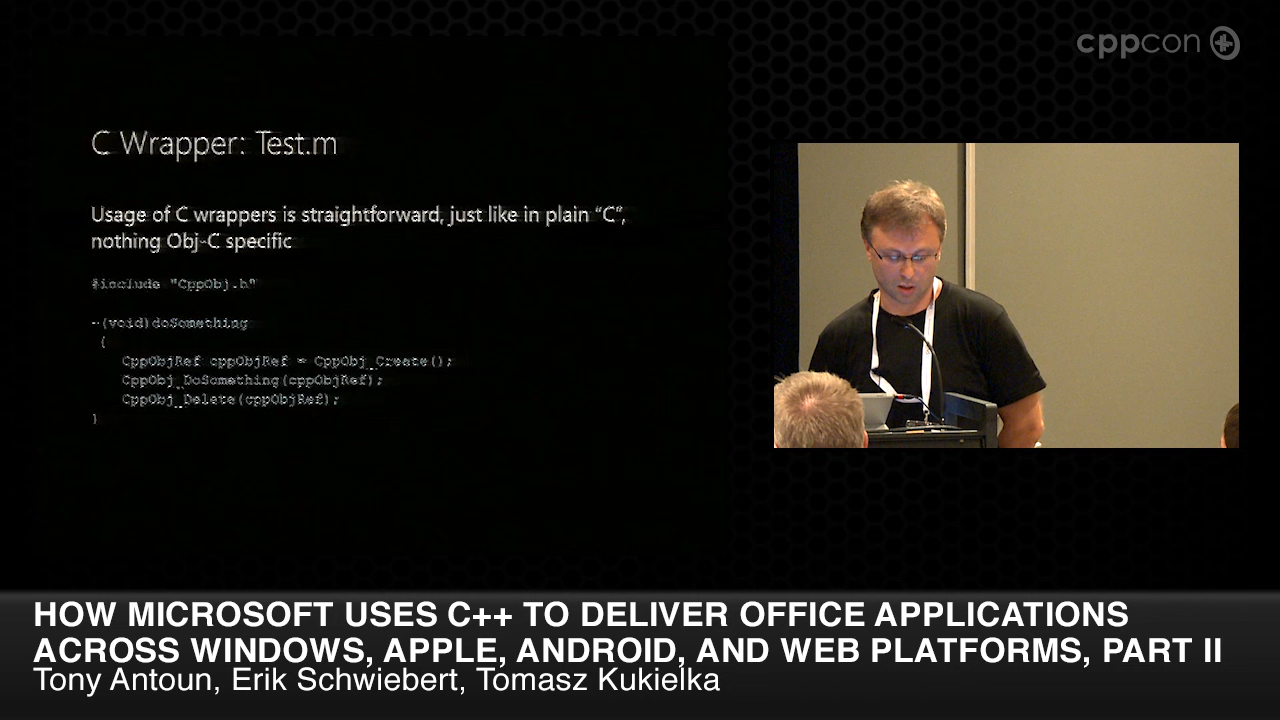 cppcon
C Wrapper: Test.m
Usage of C wrappers is straightforward, just like in plain “C”,
nothing Obj-C specific
#include "CppObj.h"
-(void)doSomething
{
CppObjRef cppObjRef = CppObj_Create();
CppObj_DoSomething(cppObjRef);
CppObj_Delete(cppObjRef);
}
HOW MICROSOFT USES C++ TO DELIVER OFFICE APPLICATIONS
ACROSS WINDOWS, APPLE, ANDROID, AND WEB PLATFORMS, PART II
Tony Antoun, Erik Schwiebert, Tomasz Kukielka